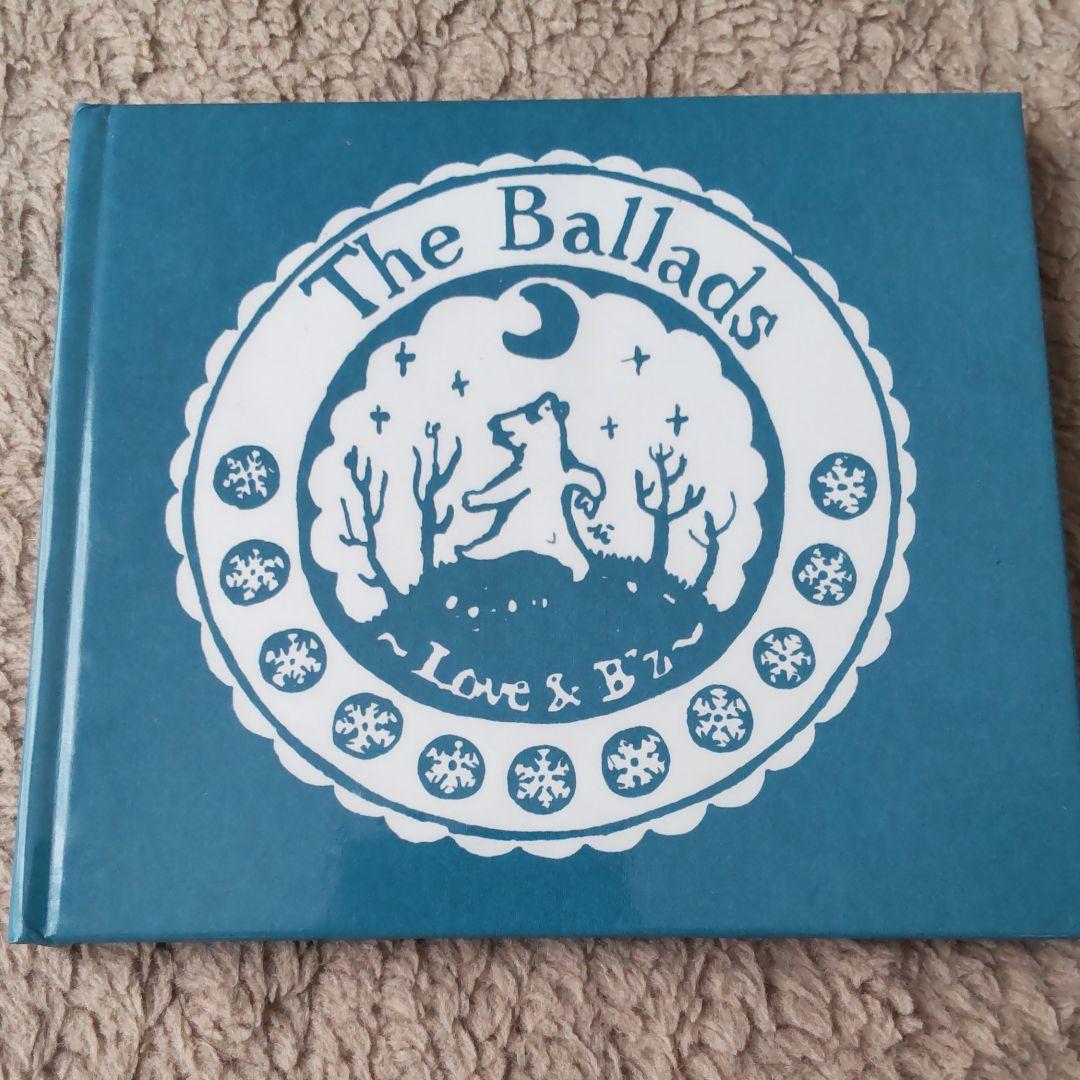 The Ballads
~Love & B'z~